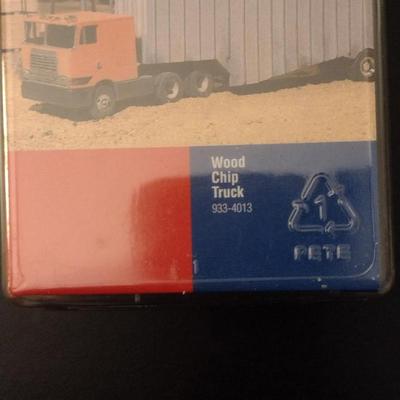 Wood
Chip
Truck
933-4013
1
PETE